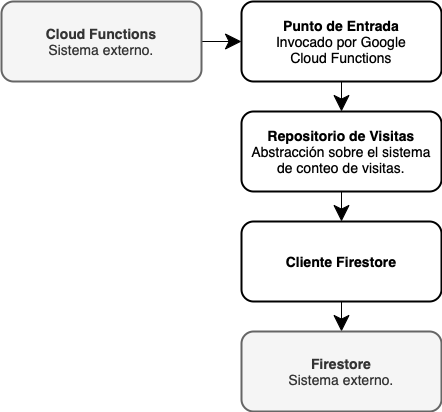 Cloud Functions
Sistema externo.
Punto de Entrada
Invocado por Google
Cloud Functions
Repositorio de Visitas
Abstracción sobre el sistema
de conteo de visitas.
Cliente Firestore
Firestore
Sistema externo.